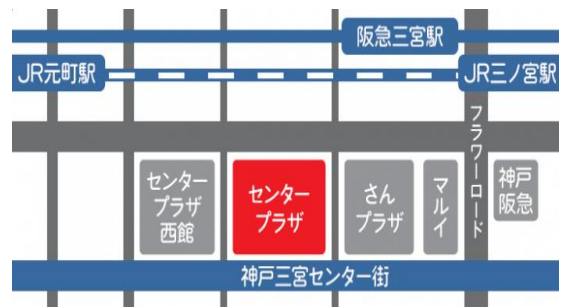 阪急三宮駅
JR元町駅
JR三ノ宮駅
フラワーロード
センター
プラザ
西館
センター
プラザ
さん
プラザ
マルイ
神戸
阪急
神戸三宮センター街